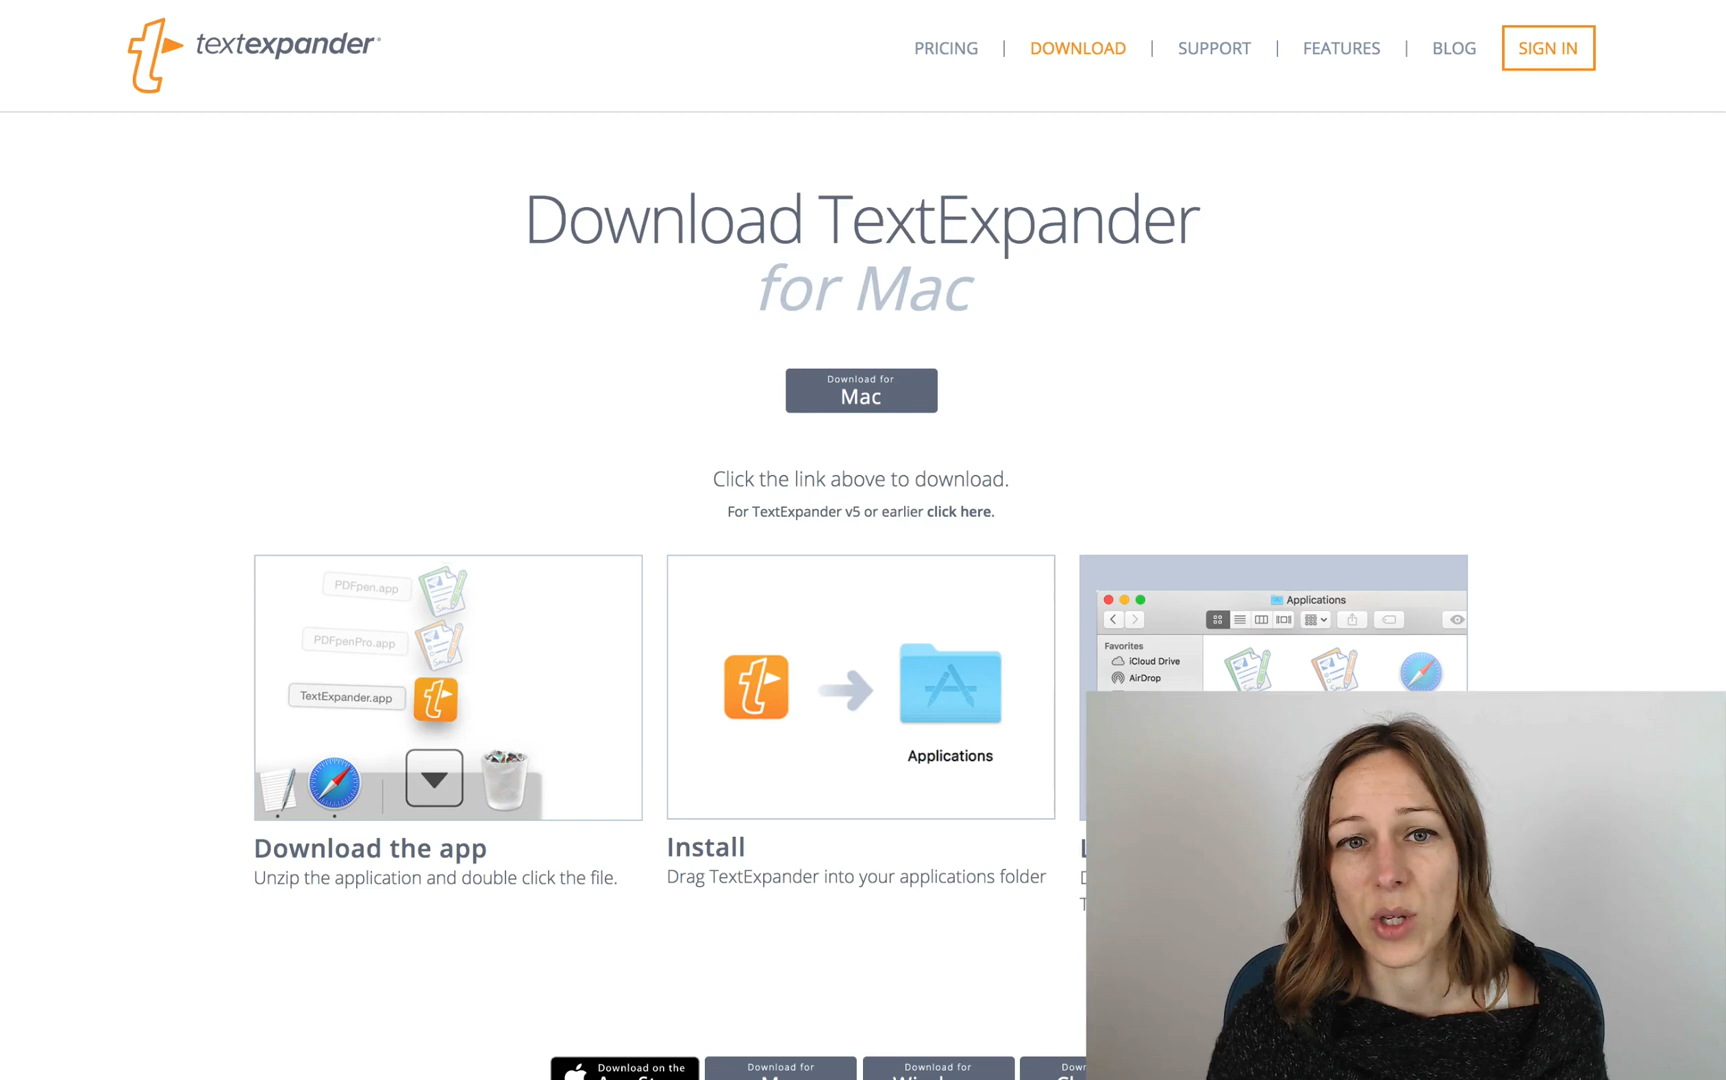 textexpander
PRICING | DOWNLOAD | SUPPORT | FEATURES | BLOG SIGN IN
Download TextExpander
for Mac
Download for
Mac
Click the link above to download.
For TextExpander v5 or earlier click here.
PDFpen.app
PDFpenPro.app
TextExpander.app
Download the app
Unzip the application and double click the file.
Applications
Install
Drag TextExpander into your applications folder
Applications
Favorites
iCloud Drive
AirDrop
Download on the
Download for
Download for